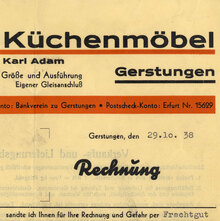 Küchenmöbel
Karl Adam
Größe und Ausführung
Eigener Gleisanschluß
Gerstungen
onto: Bankverein zu Gerstungen • Postscheck-Konto: Erfurt Nr. 15629
Gerstungen, den 29.10. 38
Rechnung
sandte ich Ihnen für Ihre Rechnung und Gefahr per Frachtgut